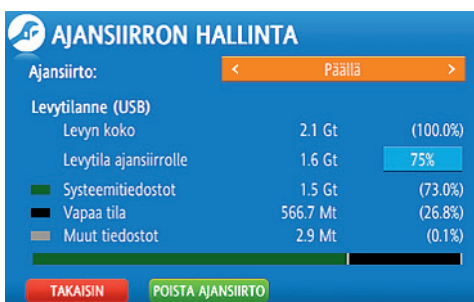 AJANSIIRRON HALLINTA
Ajansiirto: < Päällä >
Levytilanne (USB)
Levyn koko 2.1 Gt (100.0%)
Levytila ajansiirrolle 1.6 Gt 75%
Systeemitiedostot 1.5 Gt (73.0%)
Vapaa tila 566.7 Mt (26.8%)
Muut tiedostot 2.9 Mt (0.1%)
TAKAISIN POISTA AJANSIIRTO